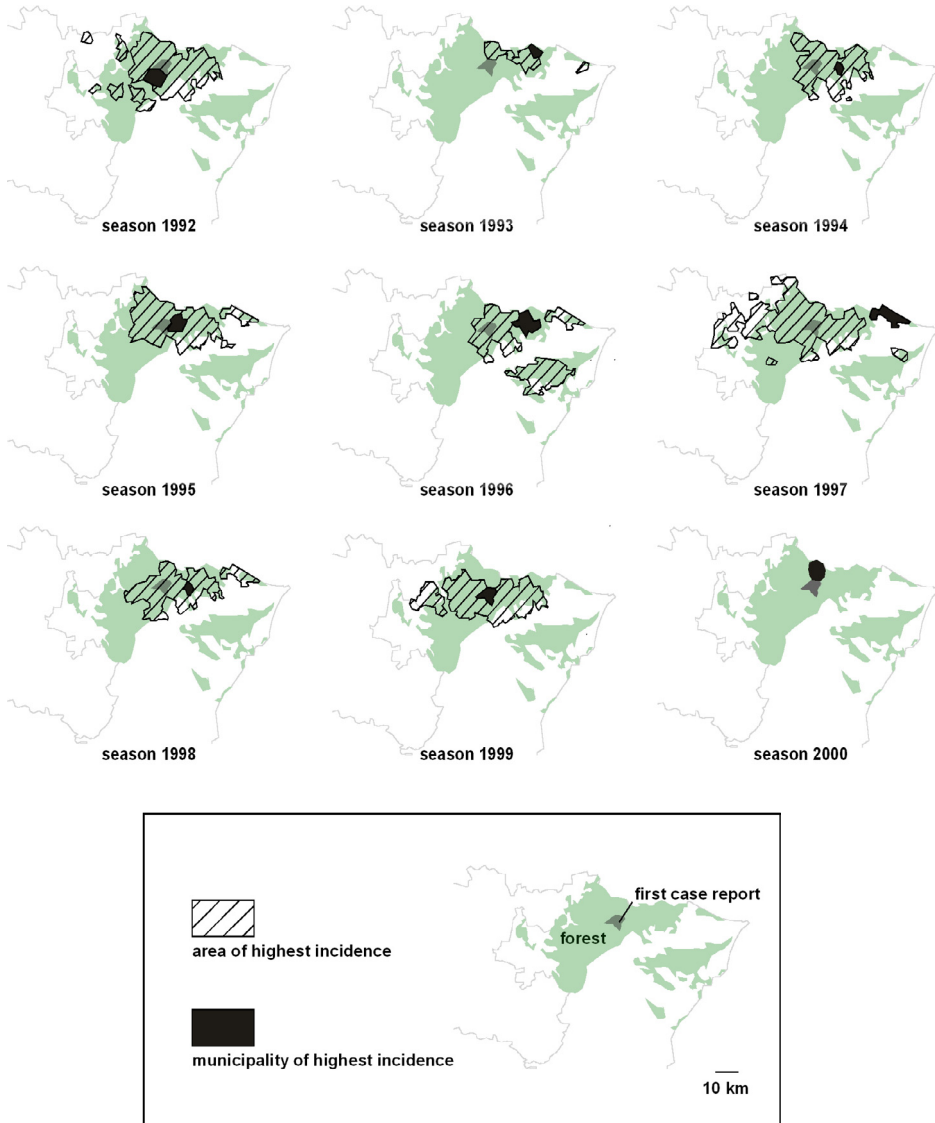 season 1992
season 1993
season 1994
season 1995
season 1996
season 1997
season 1998
season 1999
season 2000
first case report
forest
area of highest incidence
municipality of highest incidence
10 km